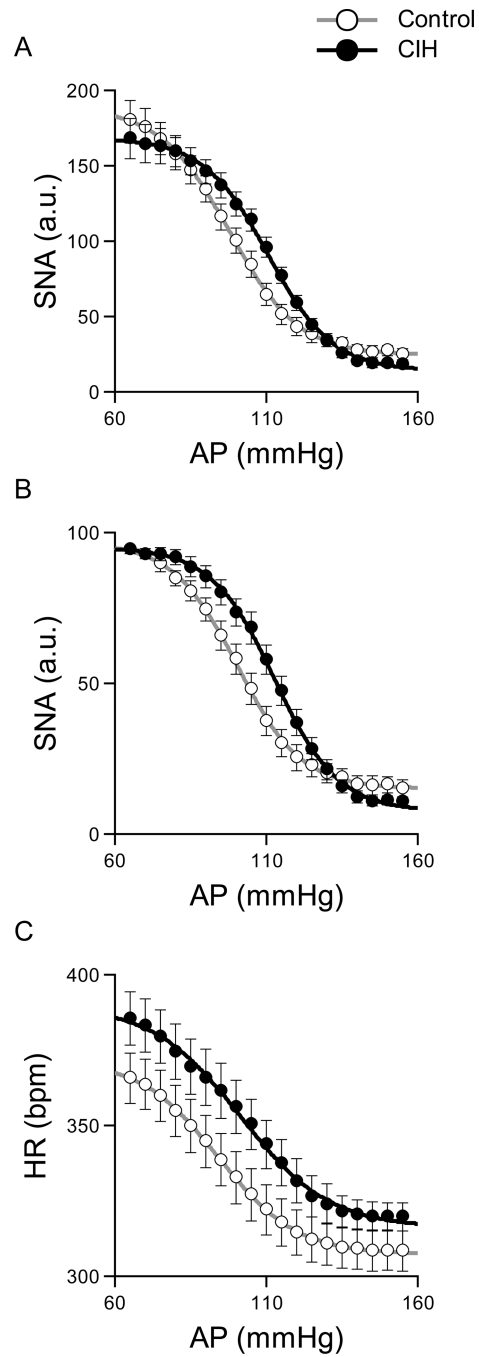 Control
CIH
A
200
150
100
50
0
SNA (a.u.)
60 110 160
AP (mmHg)
B
100
50
0
SNA (a.u.)
60 110 160
AP (mmHg)
C
400
350
300
HR (bpm)
60 110 160
AP (mmHg)